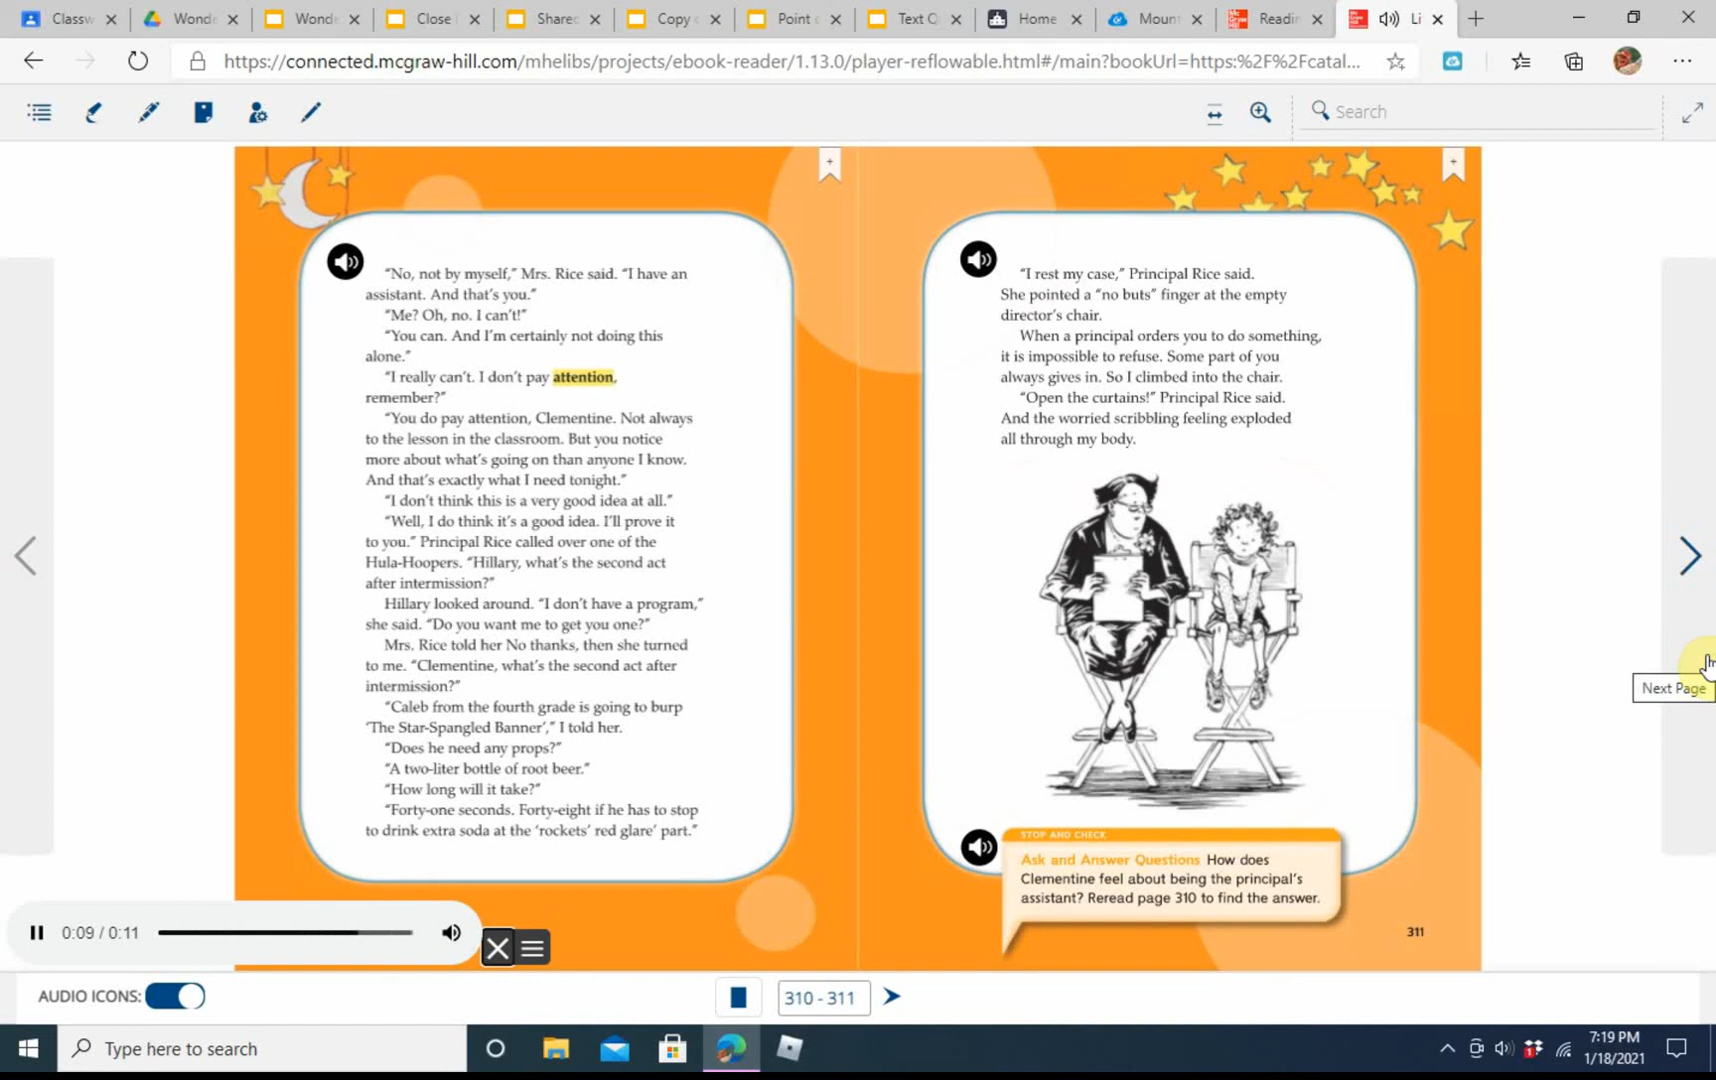 Classw
Wonde
Wond
Close
Share
Copy
Point
Text Q
Home
Moun
Readi
Li
https://connected.mcgraw-hill.com/mhelibs/projects/ebook-reader/1.13.0/player-reflowable.html#/main?bookUrl=https:%2F%2Fcatal...
Search
“No, not by myself,” Mrs. Rice said. “I have an
assistant. And that’s you.”
“Me? Oh, no. I can’t!”
“You can. And I’m certainly not doing this
alone.”
“I really can’t. I don’t pay attention,
remember?”
“You do pay attention, Clementine. Not always
to the lesson in the classroom. But you notice
more about what’s going on than anyone I know.
And that’s exactly what I need tonight.”
“I don’t think this is a very good idea at all.”
“Well, I do think it’s a good idea. I’ll prove it
to you.” Principal Rice called over one of the
Hula-Hoopers. “Hillary, what’s the second act
after intermission?”
Hillary looked around. “I don’t have a program,”
she said. “Do you want me to get you one?”
Mrs. Rice told her No thanks, then she turned
to me. “Clementine, what’s the second act after
intermission?”
“Caleb from the fourth grade is going to burp
‘The Star-Spangled Banner’,” I told her.
“Does he need any props?”
“A two-liter bottle of root beer.”
“How long will it take?”
“Forty-one seconds. Forty-eight if he has to stop
to drink extra soda at the ‘rockets’ red glare’ part.”
“I rest my case,” Principal Rice said.
She pointed a “no buts” finger at the empty
director’s chair.
When a principal orders you to do something,
it is impossible to refuse. Some part of you
always gives in. So I climbed into the chair.
“Open the curtains!” Principal Rice said.
And the worried scribbling feeling exploded
all through my body.
STOP AND CHECK
Ask and Answer Questions How does
Clementine feel about being the principal’s
assistant? Reread page 310 to find the answer.
311
Next Page
0:09 / 0:11
AUDIO ICONS:
310 - 311
Type here to search
7:19 PM
1/18/2021